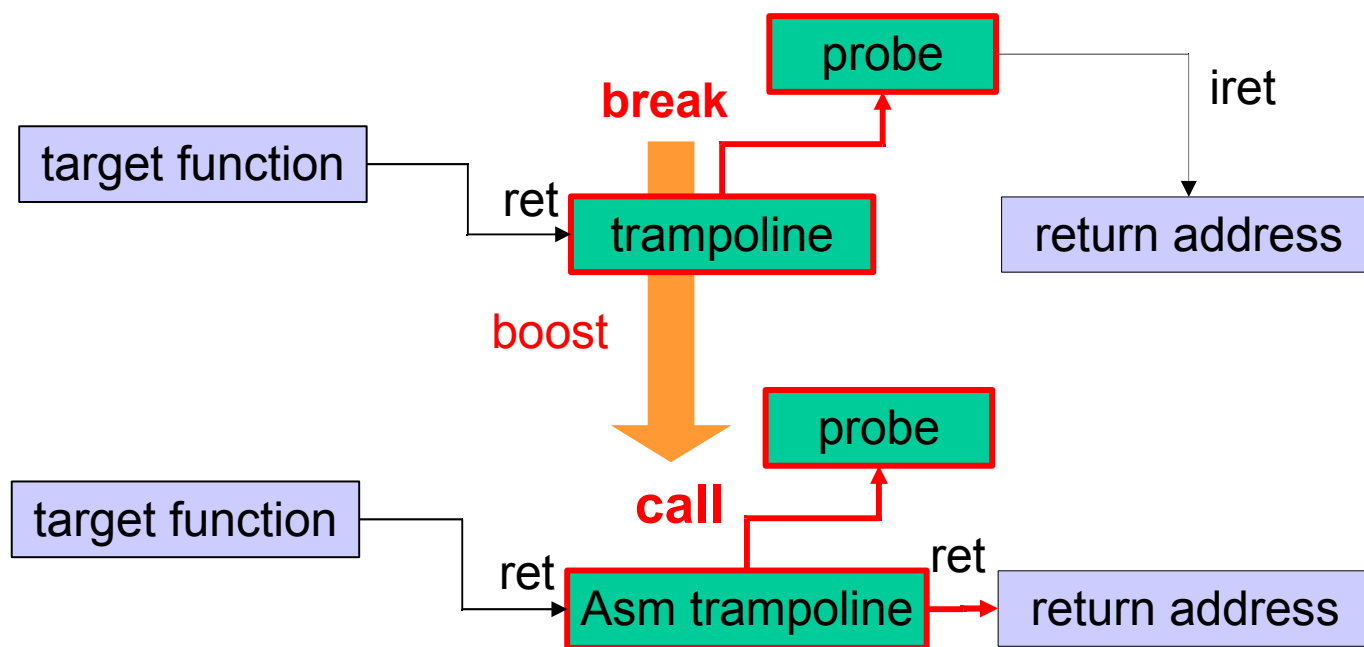 probe
break
iret
target function
ret
trampoline
return address
boost
probe
call
target function
ret
ret
Asm trampoline
return address